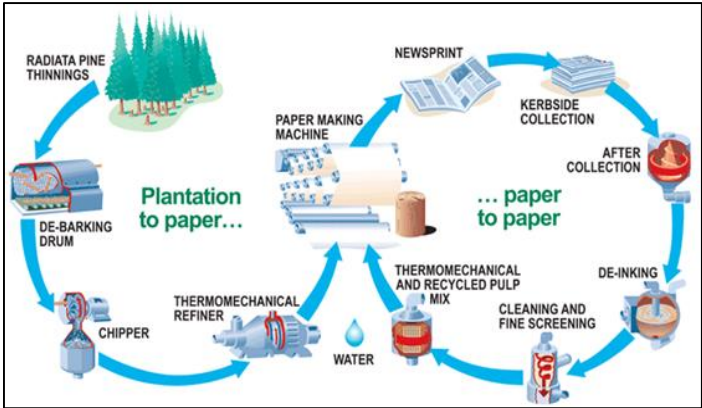 RADIATA PINE
THINNINGS
DE-BARKING
DRUM
CHIPPER
Plantation
to paper...
THERMOMECHANICAL
REFINER
WATER
PAPER MAKING
MACHINE
NEWSPRINT
KERBSIDE
COLLECTION
AFTER
COLLECTION
... paper
to paper
DE-INKING
CLEANING AND
FINE SCREENING
THERMOMECHANICAL
AND RECYCLED PULP
MIX